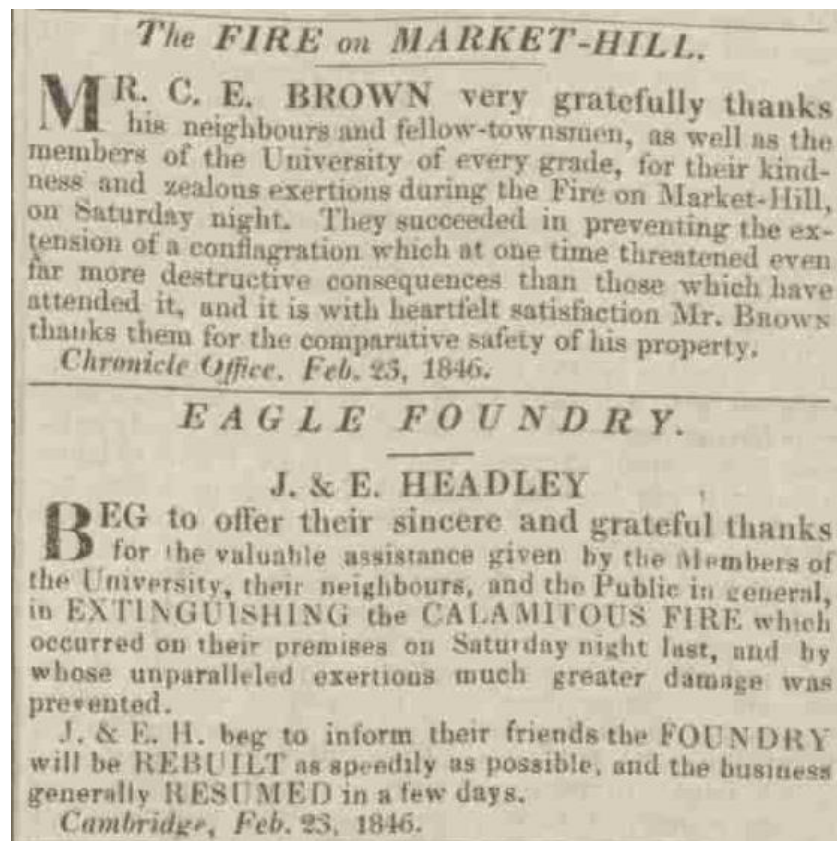 The FIRE on MARKET-HILL.
MR. C. E. BROWN very gratefully thanks
his neighbours and fellow-townsmen, as well as the
members of the University of every grade, for their kind-
ness and zealous exertions during the Fire on Market-Hill,
on Saturday night. They succeeded in preventing the ex-
tension of a conflagration which at one time threatened even
far more destructive consequences than those which have
attended it, and it is with heartfelt satisfaction Mr. BROWN
thanks them for the comparative safety of his property.
Chronicle Office. Feb. 23, 1846.
EAGLE FOUNDRY.
J. & E. HEADLEY
BEG to offer their sincere and grateful thanks
for the valuable assistance given by the Members of
the University, their neighbours, and the Public in general,
in EXTINGUISHING the CALAMITOUS FIRE which
occurred on their premises on Saturday night last, and by
whose unparalleled exertions much greater damage was
prevented.
J. & E. H. beg to inform their friends the FOUNDRY
will be REBUILT as speedily as possible, and the business
generally RESUMED in a few days.
Cambridge, Feb. 23, 1846.